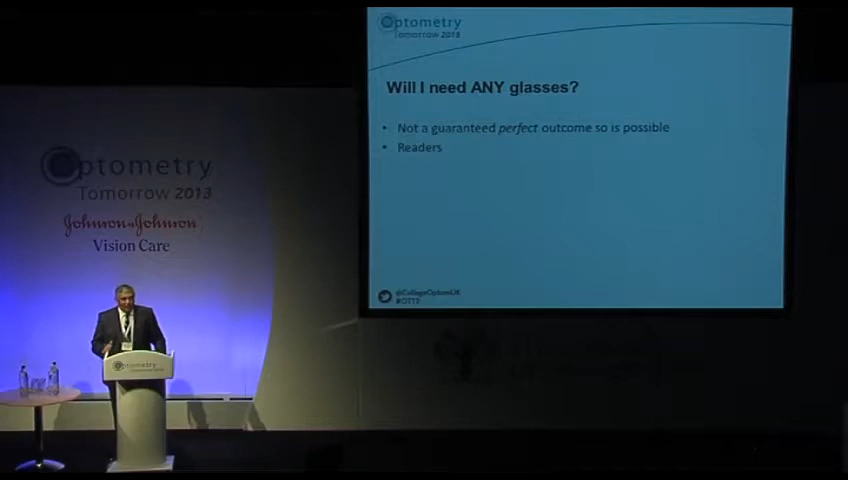 Optometry
Tomorrow 2013
Will I need ANY glasses?
• Not a guaranteed perfect outcome so is possible
• Readers
@CollegeOptomUK
Optometry
Tomorrow 2013
Johnson & Johnson
Vision Care
Optometry